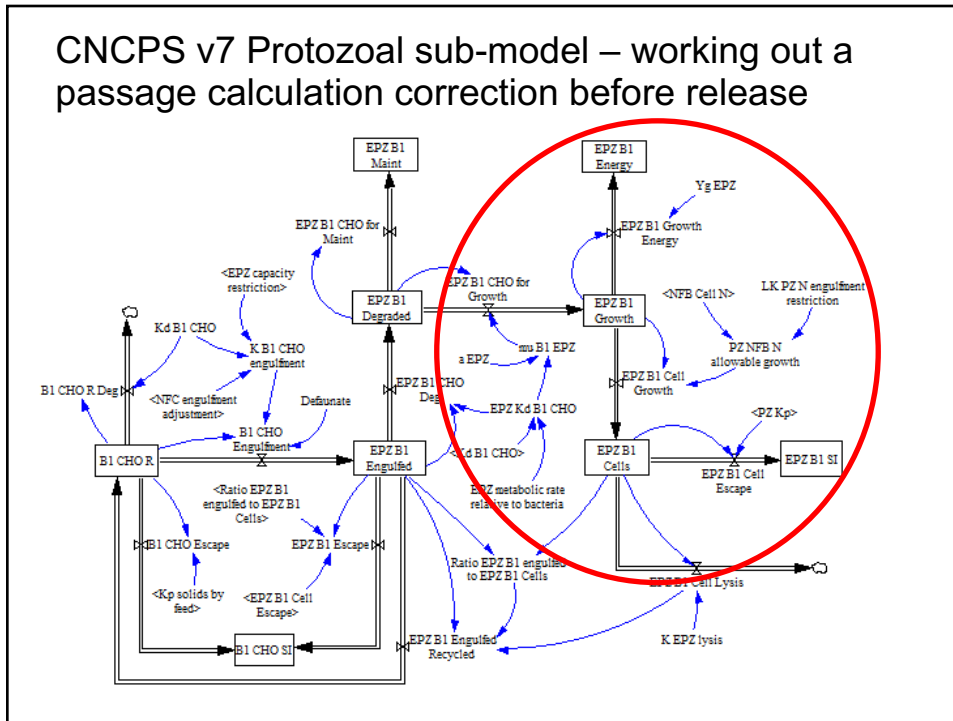 CNCPS v7 Protozoal sub-model – working out a
passage calculation correction before release
EPZ B1
Maint
EPZ B1
Energy
Yg EPZ
EPZ B1 CHO for
Maint
EPZ B1 Growth
Energy
<EPZ capacity
restriction>
EPZ B1 CHO for
Growth
EPZ B1
Degraded
EPZ B1
Growth
<NFB Cell N>
LK PZ N engulfment
restriction
Kd B1 CHO
K B1 CHO
engulfment
a EPZ
mu B1 EPZ
PZ NFB N
allowable growth
B1 CHO R Deg
<NFC engulfment
adjustment>
Defaunate
EPZ B1 CHO
Deg
EPZ Kd B1 CHO
EPZ B1 Cell
Growth
B1 CHO
Engulfment
<Kd B1 CHO>
<PZ Kp>
B1 CHO R
EPZ B1
Engulfed
EPZ B1
Cells
EPZ B1 Cell
Escape
EPZ B1 SI
<Ratio EPZ B1
engulfed to EPZ B1
Cells>
EPZ metabolic rate
relative to bacteria
B1 CHO Escape
EPZ B1 Escape
Ratio EPZ B1 engulfed
to EPZ B1 Cells
EPZ B1 Cell Lysis
<Kp solids by
feed>
<EPZ B1 Cell
Escape>
B1 CHO SI
EPZ B1 Engulfed
Recycled
K EPZ lysis